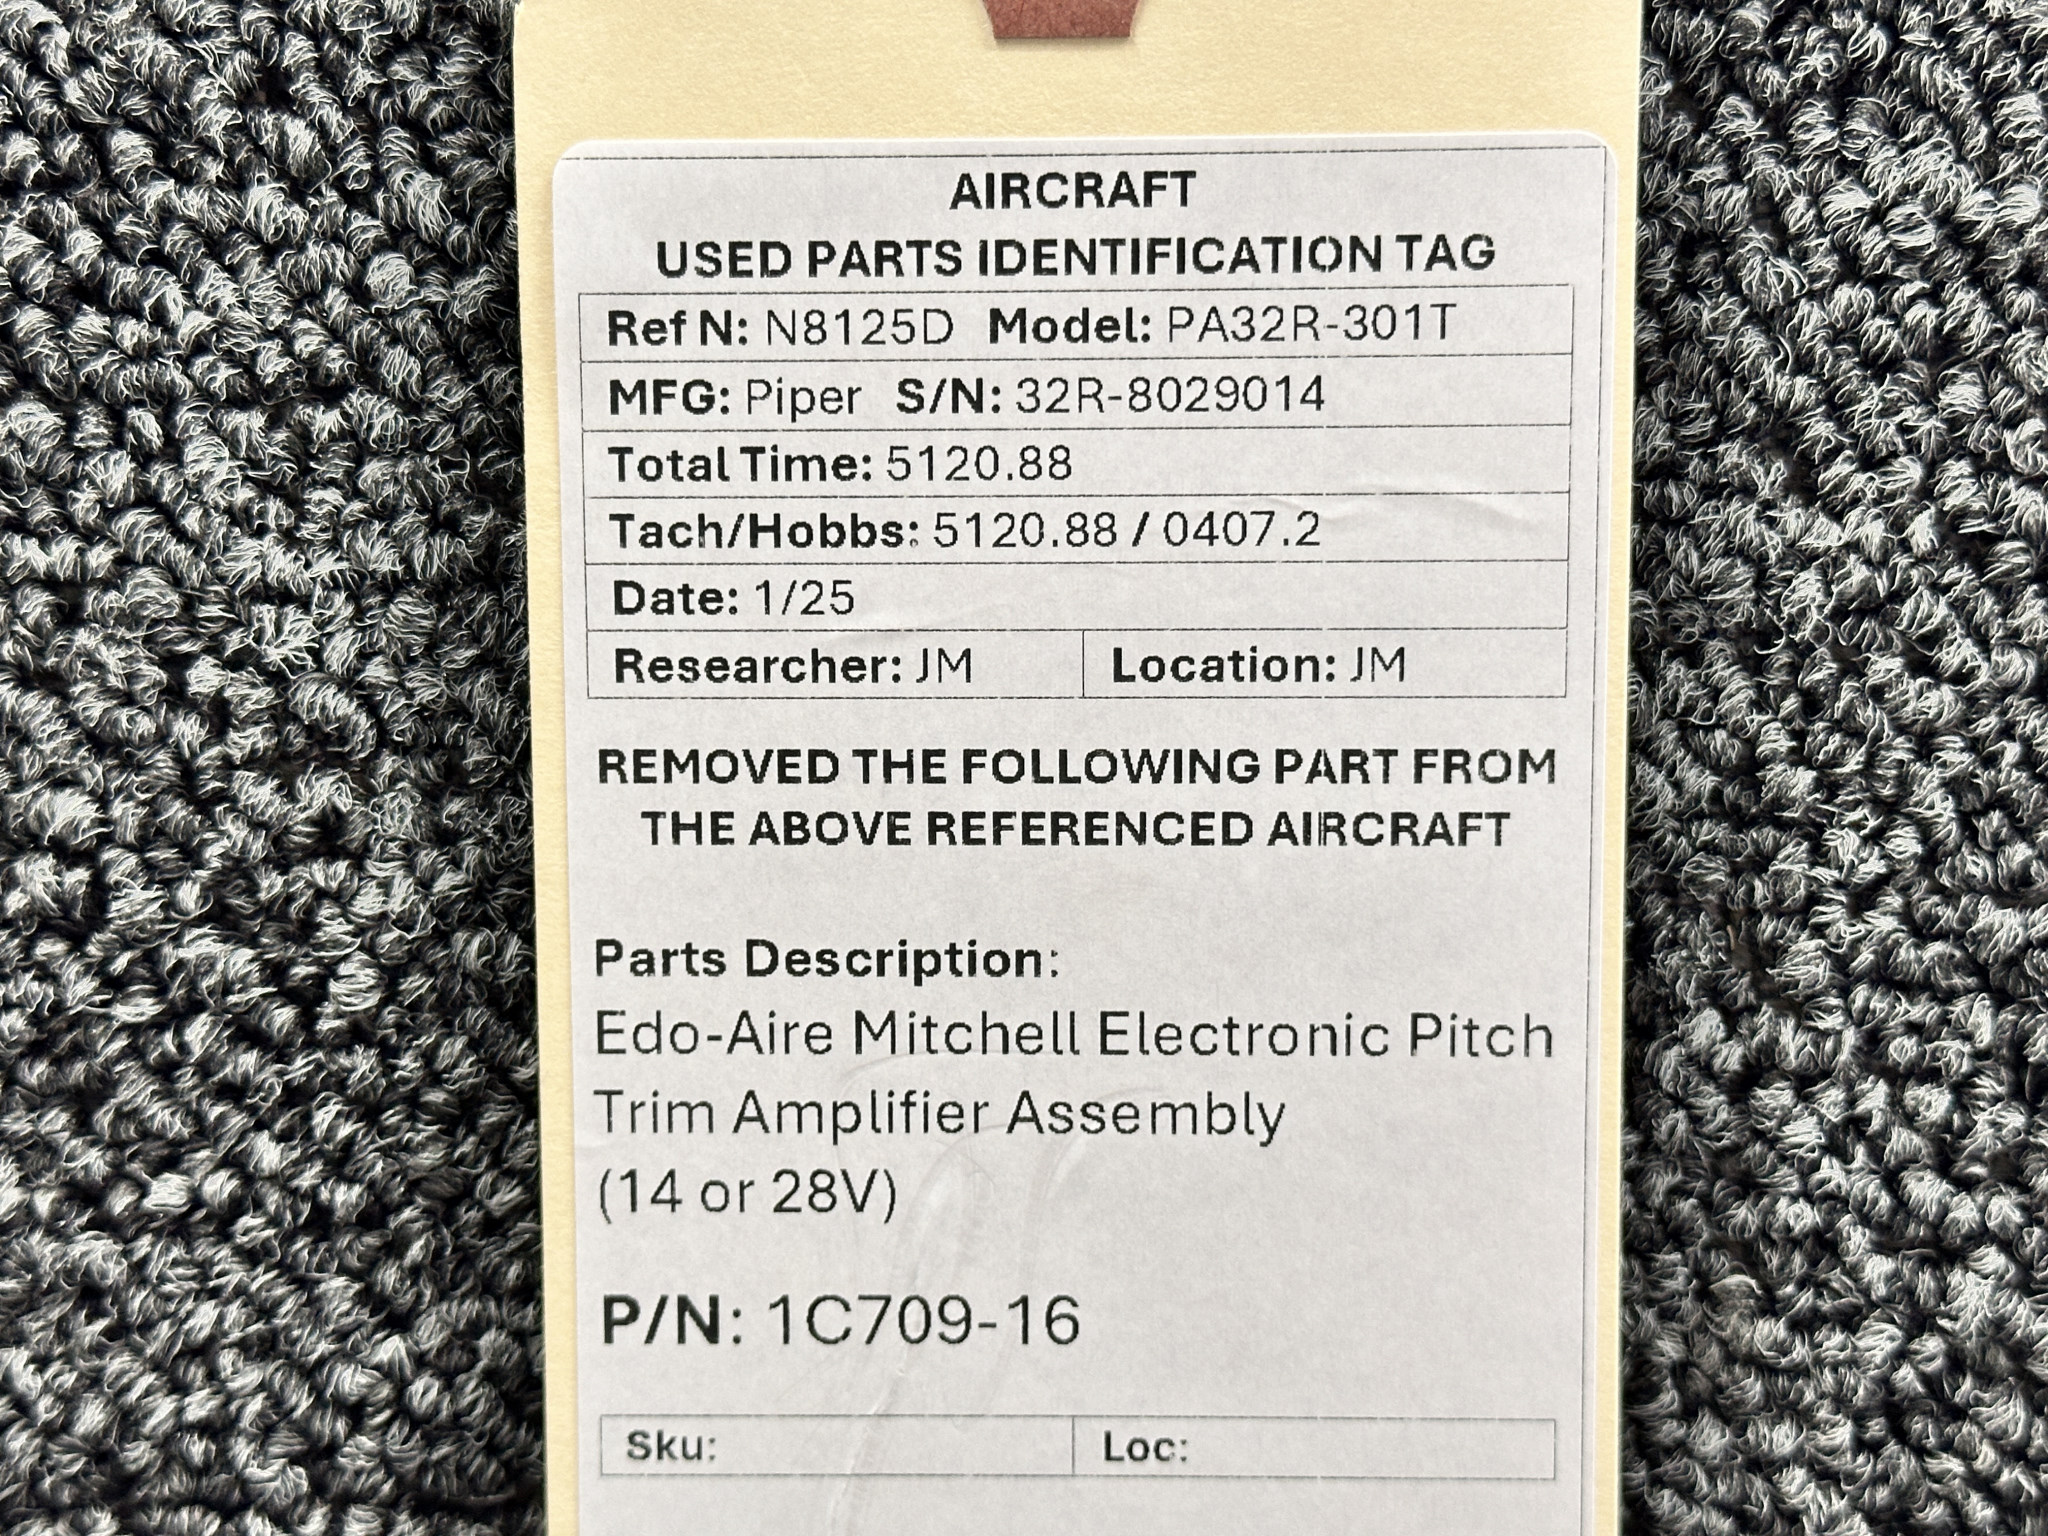 AIRCRAFT
USED PARTS IDENTIFICATION TAG
Ref N: N8125D Model: PA32R-301T
MFG: Piper S/N: 32R-8029014
Total Time: 5120.88
Tach/Hobbs: 5120.88 / 0407.2
Date: 1/25
Researcher: JM Location: JM
REMOVED THE FOLLOWING PART FROM
THE ABOVE REFERENCED AIRCRAFT
Parts Description:
Edo-Aire Mitchell Electronic Pitch
Trim Amplifier Assembly
(14 or 28V)
P/N: 1C709-16
Sku: Loc: